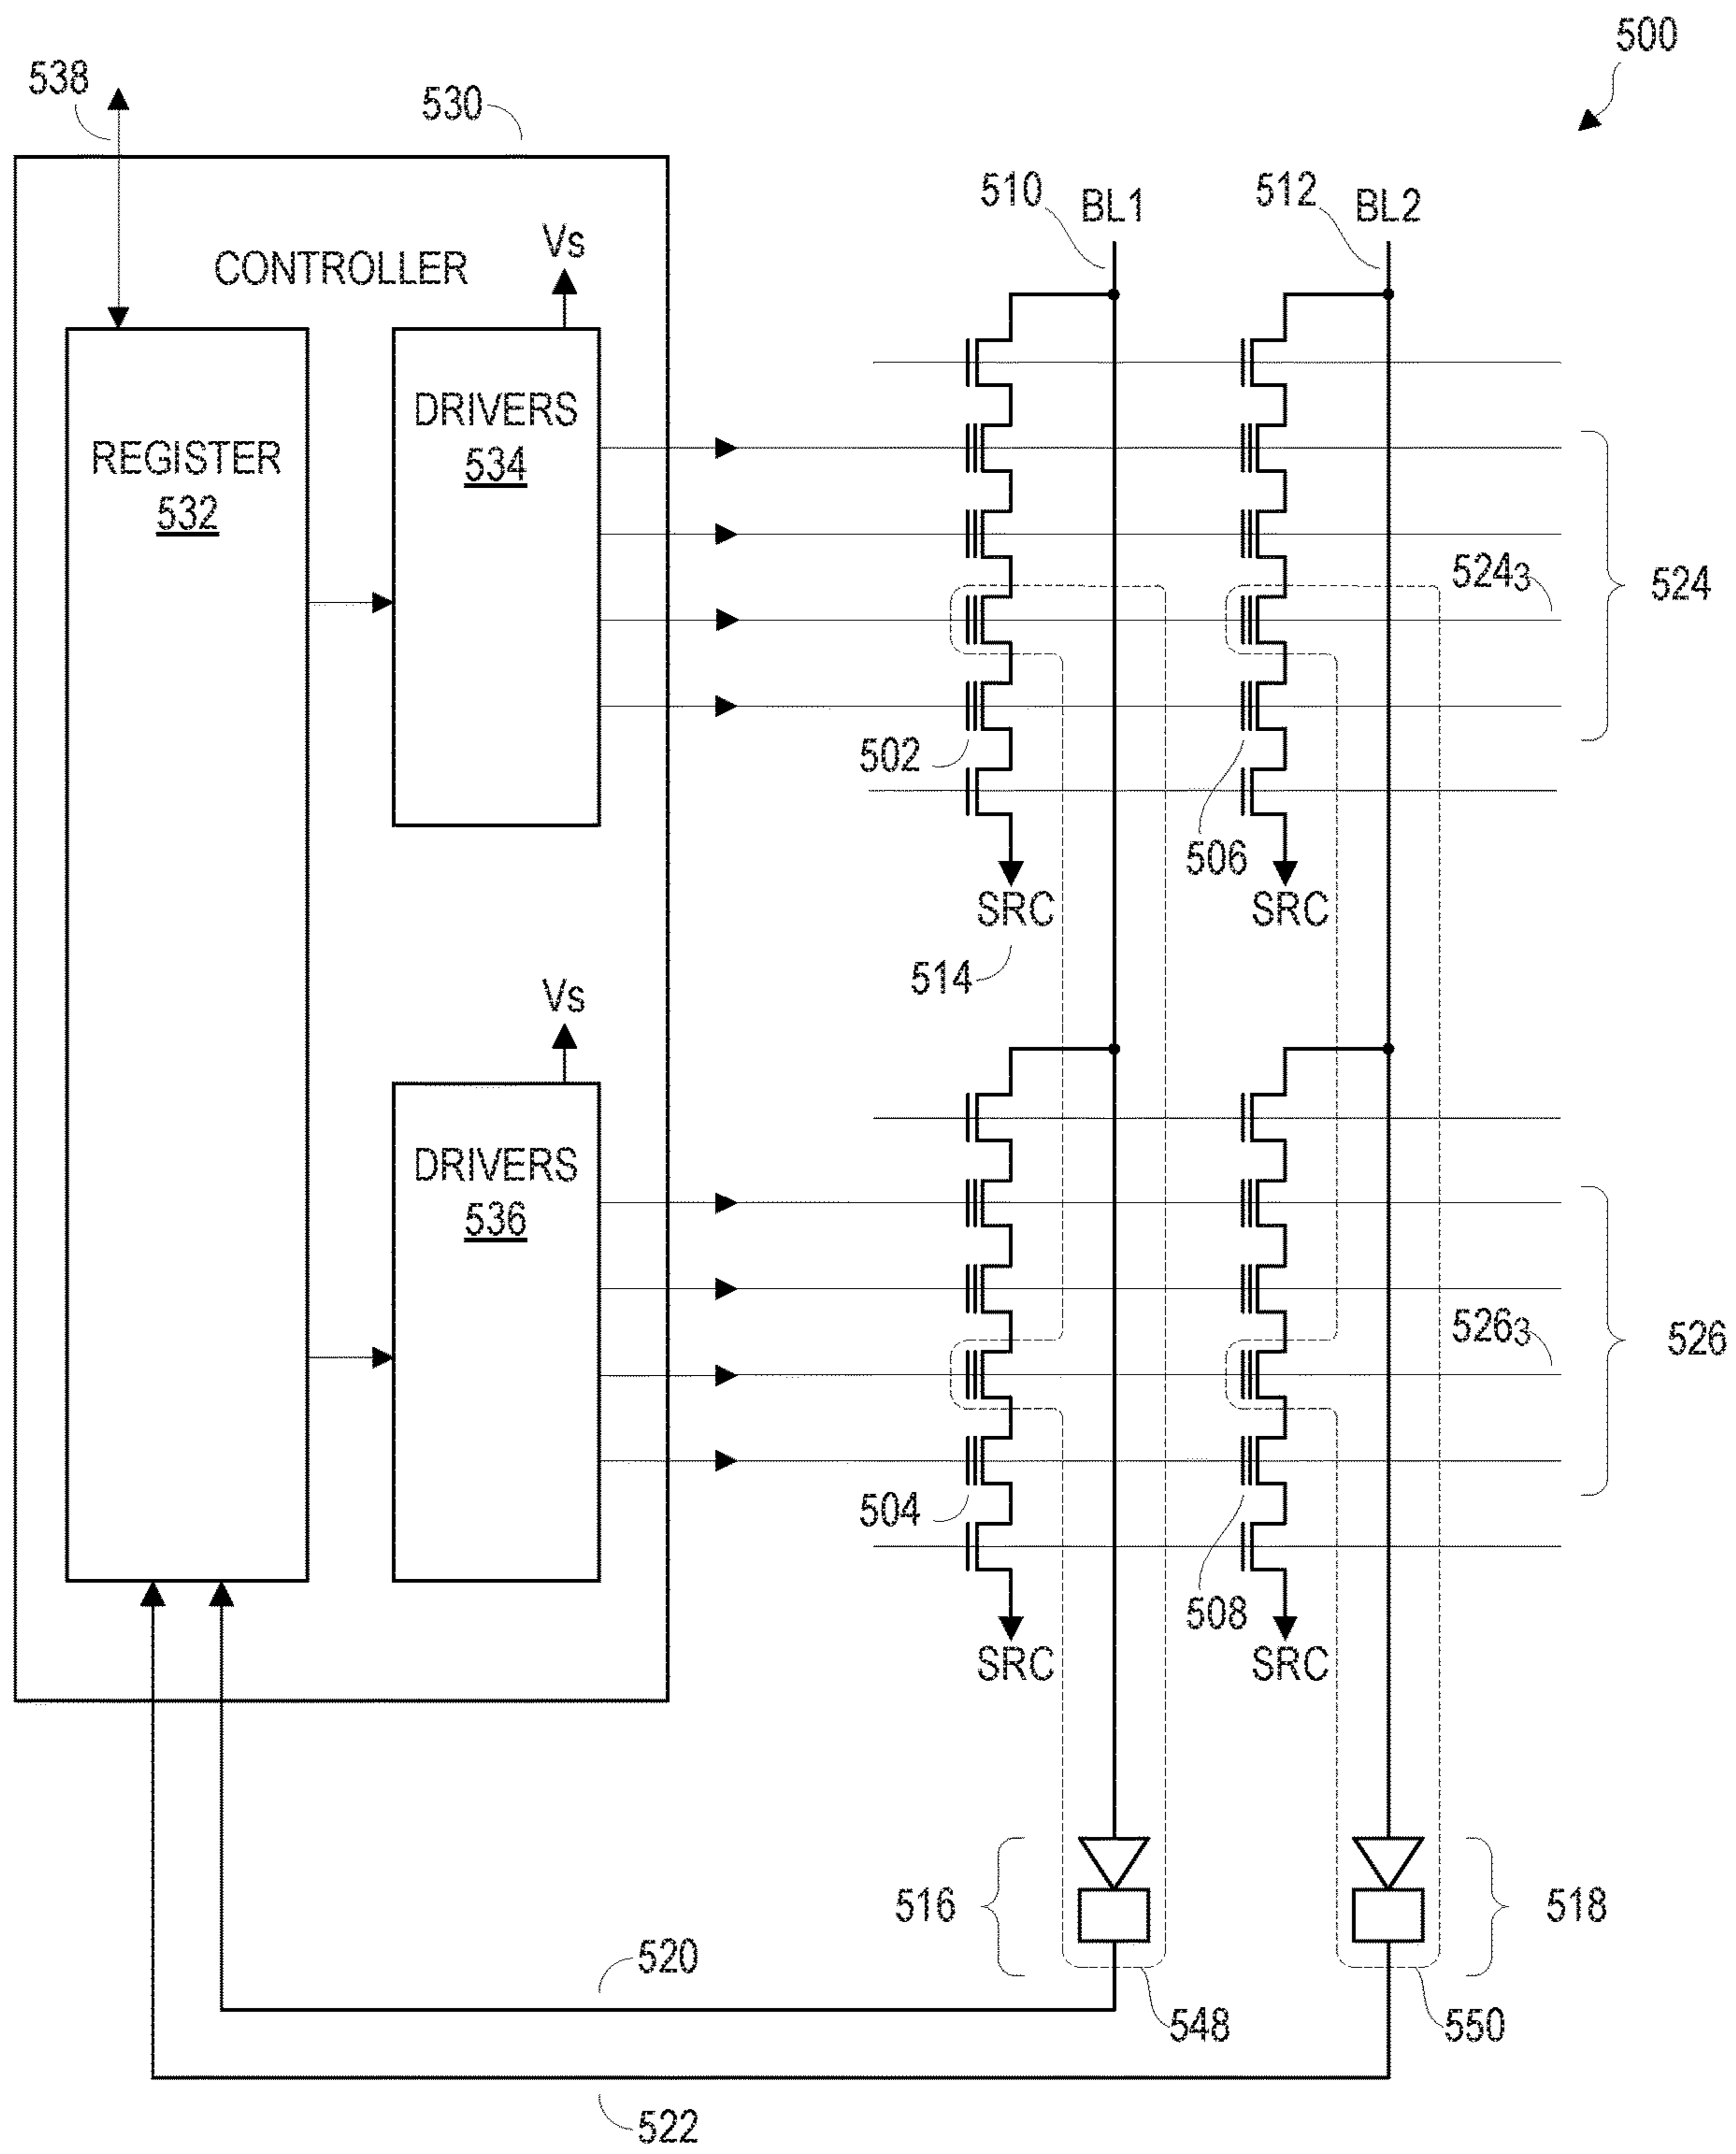 500
538
530
510
BL1
512
BL2
Vs
CONTROLLER
DRIVERS
534
REGISTER
532
524₃
524
502
506
SRC
SRC
514
Vs
DRIVERS
536
526₃
526
504
508
SRC
SRC
516
518
520
548
550
522